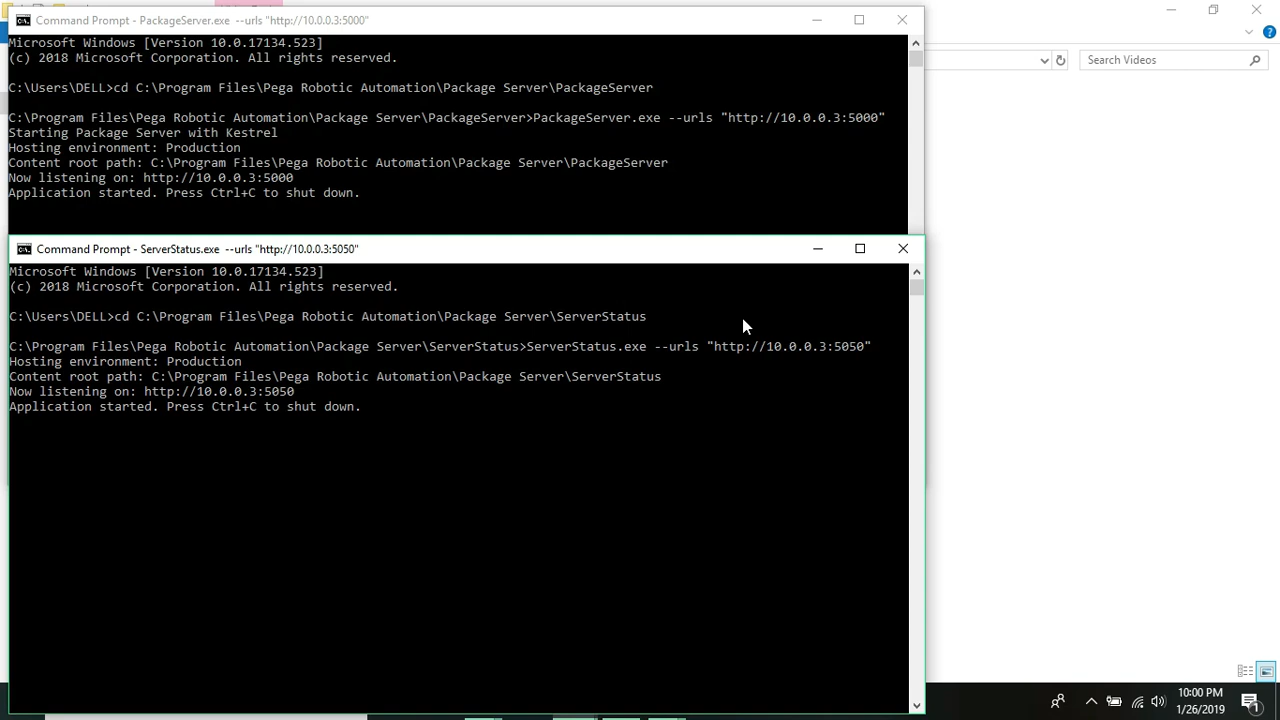 Command Prompt - PackageServer.exe --urls "http://10.0.0.3:5000"
Microsoft Windows [Version 10.0.17134.523]
(c) 2018 Microsoft Corporation. All rights reserved.
C:\Users\DELL>cd C:\Program Files\Pega Robotic Automation\Package Server\PackageServer
C:\Program Files\Pega Robotic Automation\Package Server\PackageServer>PackageServer.exe --urls "http://10.0.0.3:5000"
Starting Package Server with Kestrel
Hosting environment: Production
Content root path: C:\Program Files\Pega Robotic Automation\Package Server\PackageServer
Now listening on: http://10.0.0.3:5000
Application started. Press Ctrl+C to shut down.
Search Videos
Command Prompt - ServerStatus.exe --urls "http://10.0.0.3:5050"
Microsoft Windows [Version 10.0.17134.523]
(c) 2018 Microsoft Corporation. All rights reserved.
C:\Users\DELL>cd C:\Program Files\Pega Robotic Automation\Package Server\ServerStatus
C:\Program Files\Pega Robotic Automation\Package Server\ServerStatus>ServerStatus.exe --urls "http://10.0.0.3:5050"
Hosting environment: Production
Content root path: C:\Program Files\Pega Robotic Automation\Package Server\ServerStatus
Now listening on: http://10.0.0.3:5050
Application started. Press Ctrl+C to shut down.
10:00 PM
1/26/2019
1